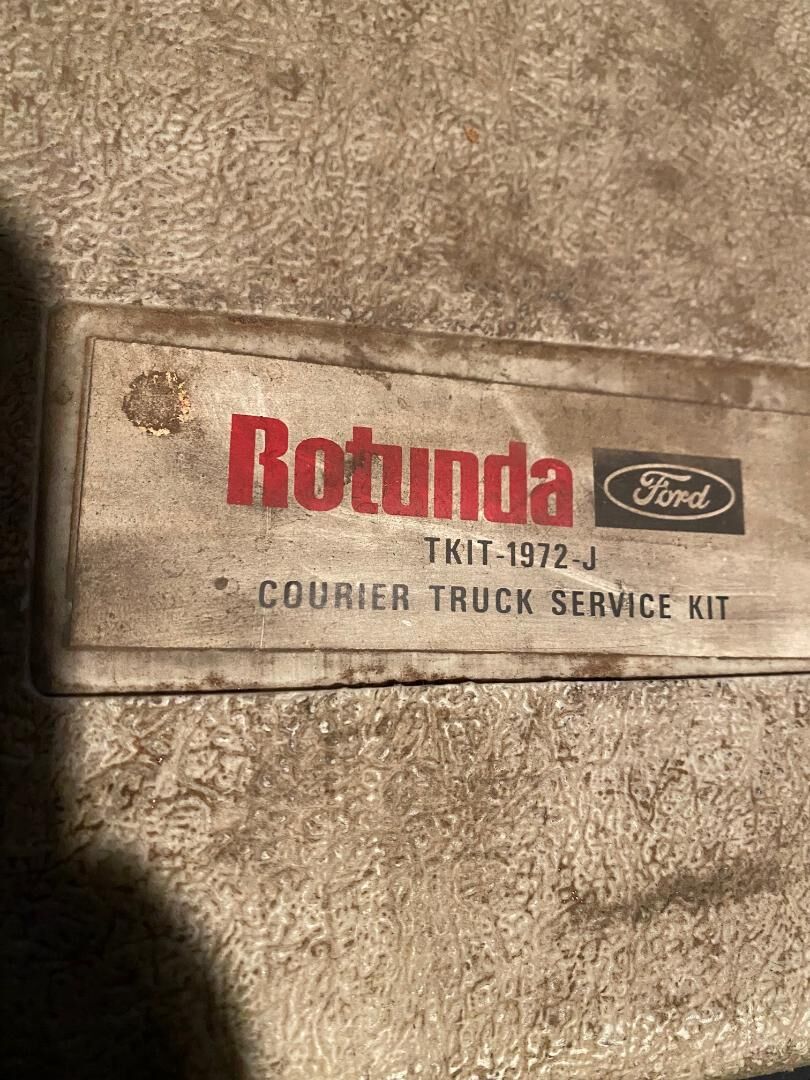 Rotunda Ford
TKIT-1972-J
COURIER TRUCK SERVICE KIT